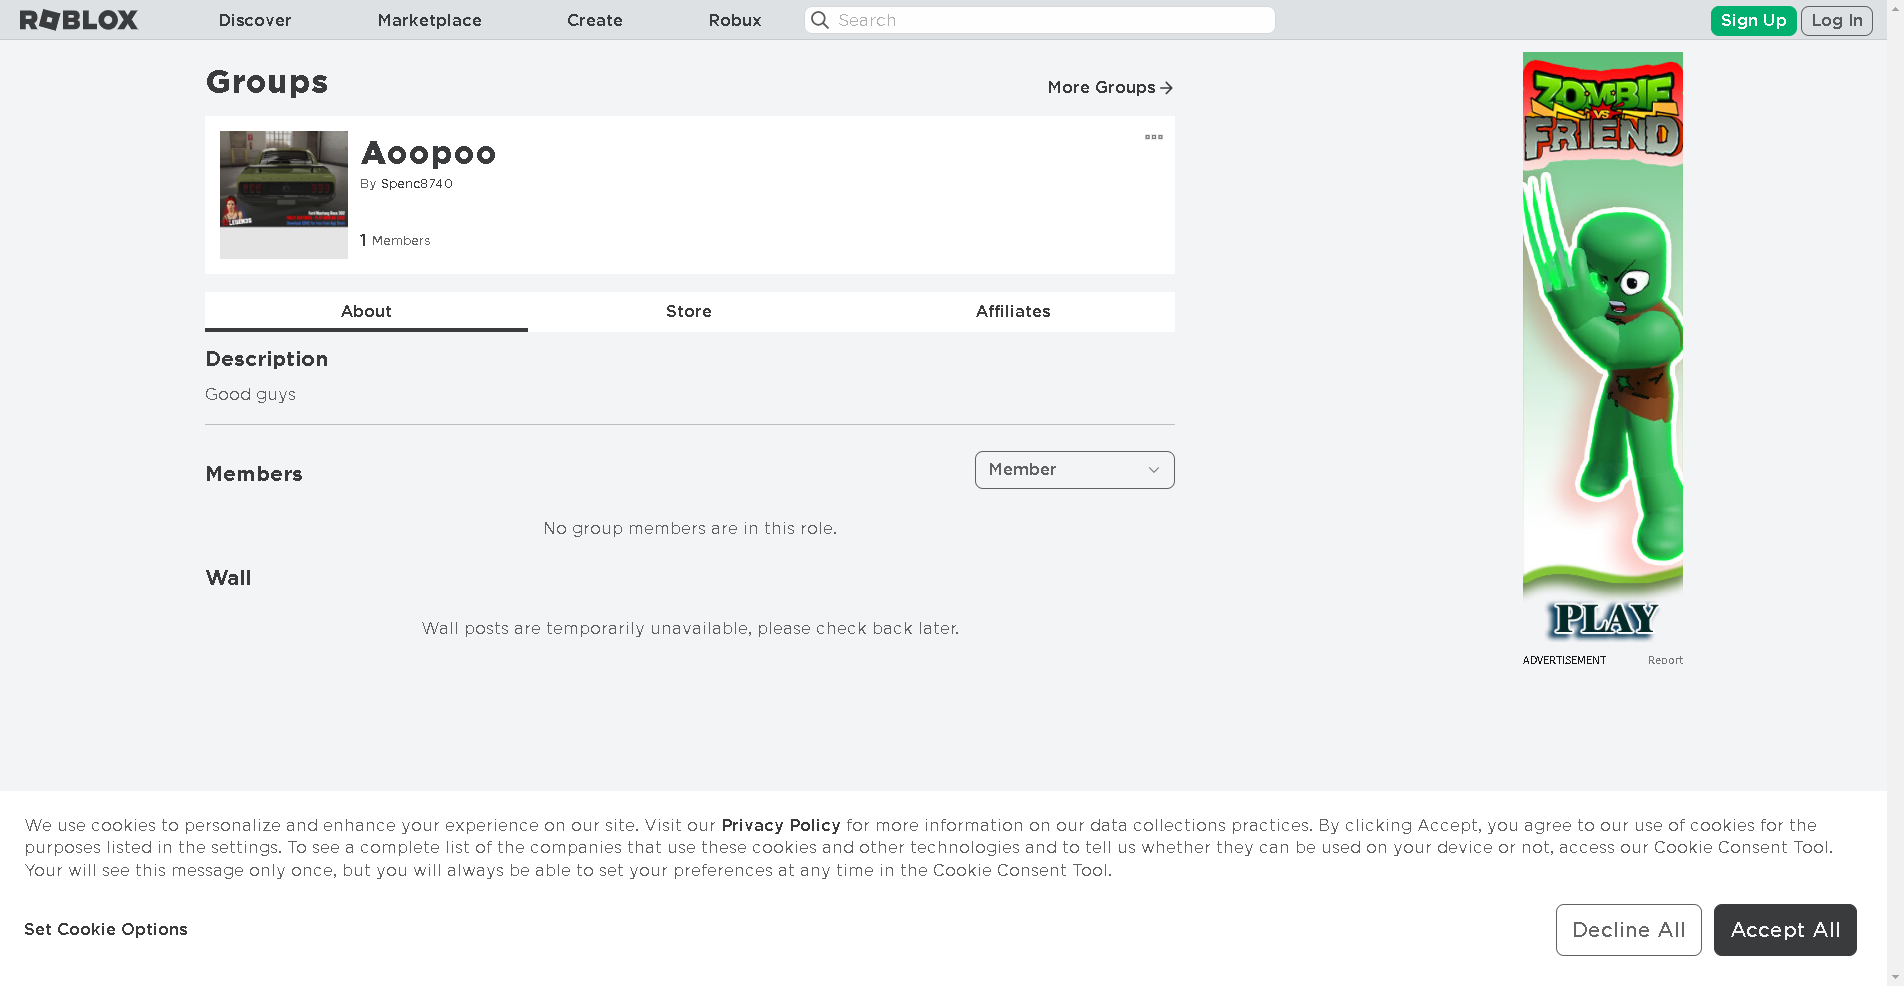 ROBLOX
Discover
Marketplace
Create
Robux
Search
Sign Up
Log In
Groups
More Groups
Aoopoo
By Spenc8740
1 Members
LEGENDS
About
Store
Affiliates
Description
Good guys
Members
Member
No group members are in this role.
Wall
Wall posts are temporarily unavailable, please check back later.
ZOMBIE
VS
FRIEND
PLAY
ADVERTISEMENT
Report
We use cookies to personalize and enhance your experience on our site. Visit our Privacy Policy for more information on our data collections practices. By clicking Accept, you agree to our use of cookies for the
purposes listed in the settings. To see a complete list of the companies that use these cookies and other technologies and to tell us whether they can be used on your device or not, access our Cookie Consent Tool.
Your will see this message only once, but you will always be able to set your preferences at any time in the Cookie Consent Tool.
Set Cookie Options
Decline All
Accept All